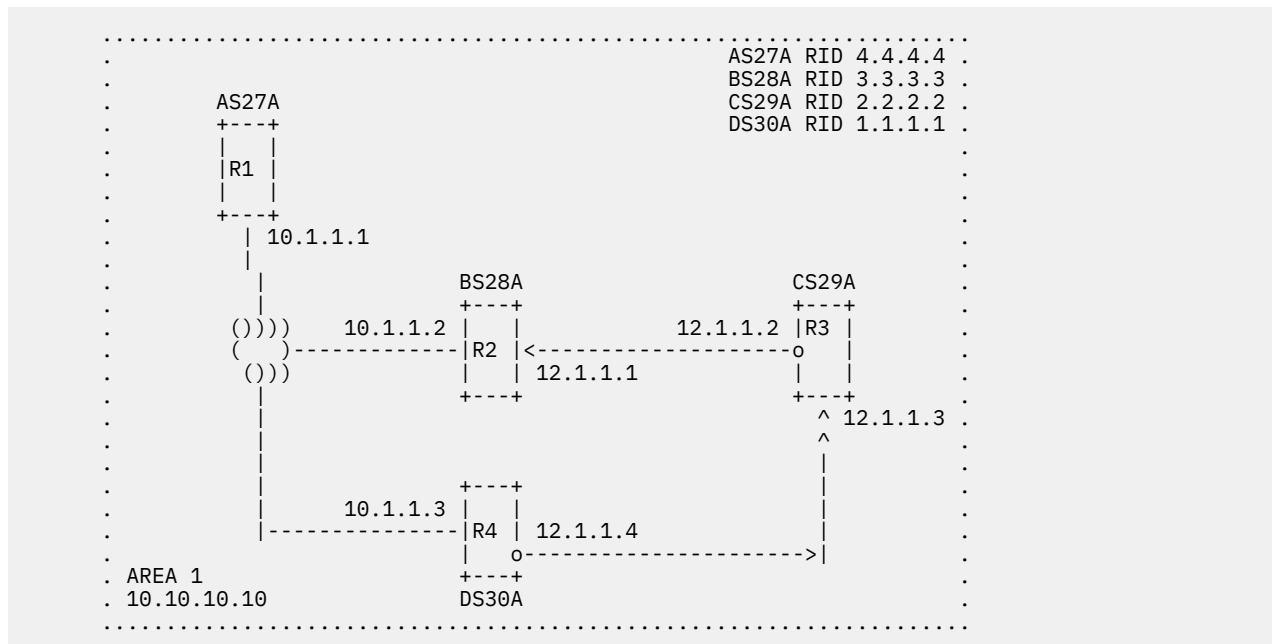 AS27A RID 4.4.4.4
BS28A RID 3.3.3.3
AS27A CS29A RID 2.2.2.2
DS30A RID 1.1.1.1
R1
10.1.1.1
BS28A CS29A
10.1.1.2 12.1.1.2 R3
R2
12.1.1.1
12.1.1.3
10.1.1.3
R4 12.1.1.4
AREA 1
10.10.10.10 DS30A